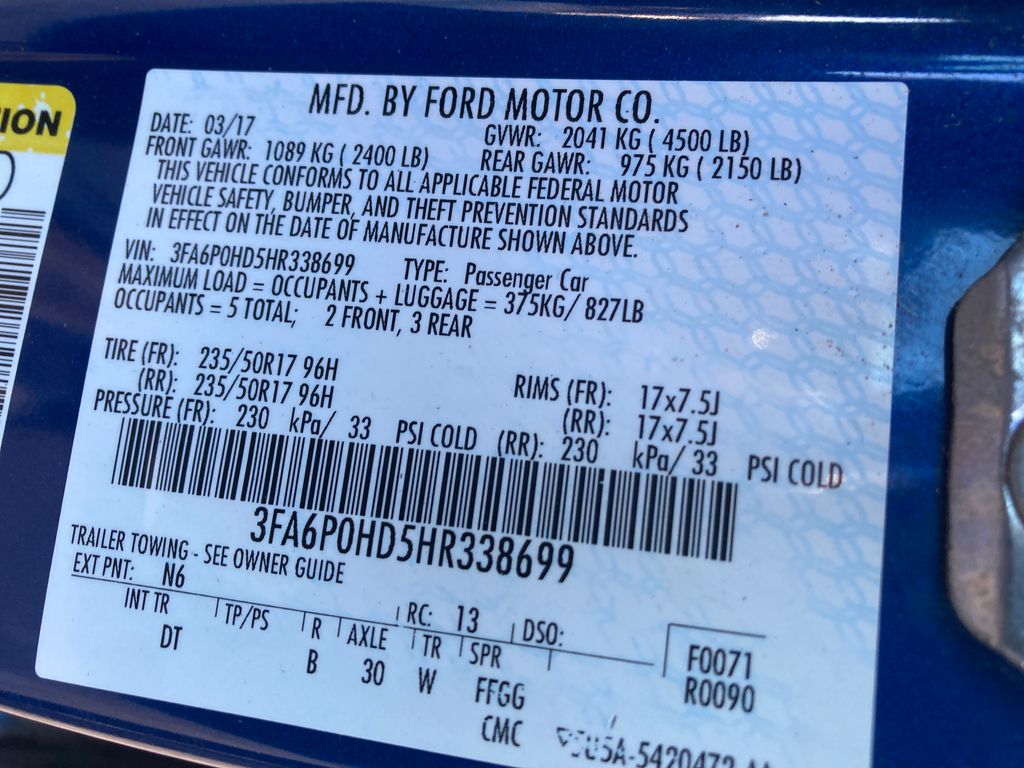 MFD. BY FORD MOTOR CO.
DATE: 03/17 GVWR: 2041 KG ( 4500 LB)
FRONT GAWR: 1089 KG ( 2400 LB) REAR GAWR: 975 KG ( 2150 LB)
THIS VEHICLE CONFORMS TO ALL APPLICABLE FEDERAL MOTOR
VEHICLE SAFETY, BUMPER, AND THEFT PREVENTION STANDARDS
IN EFFECT ON THE DATE OF MANUFACTURE SHOWN ABOVE.
VIN: 3FA6P0HD5HR338699 TYPE: Passenger Car
MAXIMUM LOAD = OCCUPANTS + LUGGAGE = 375KG/ 827LB
OCCUPANTS = 5 TOTAL; 2 FRONT, 3 REAR
TIRE (FR): 235/50R17 96H RIMS (FR): 17x7.5J
(RR): 235/50R17 96H (RR): 17x7.5J
PRESSURE (FR): 230 kPa/ 33 PSI COLD (RR): 230 kPa/ 33 PSI COLD
3FA6P0HD5HR338699
TRAILER TOWING - SEE OWNER GUIDE
EXT PNT: N6 RC: 13 DSO:
INT TR TP/PS R AXLE TR SPR F0071
DT B 30 W FFGG R0090
CMC
ION